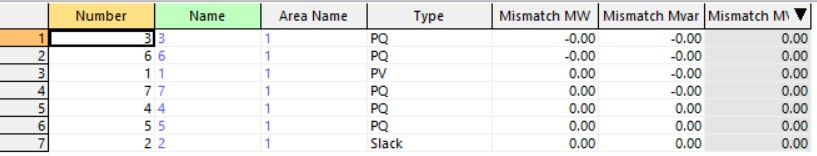 Number Name Area Name Type Mismatch MW Mismatch Mvar Mismatch MV ▼
1 3 3 1 PQ -0.00 -0.00 0.00
2 6 6 1 PQ -0.00 -0.00 0.00
3 1 1 1 PV 0.00 -0.00 0.00
4 7 7 1 PQ 0.00 -0.00 0.00
5 4 4 1 PQ 0.00 0.00 0.00
6 5 5 1 PQ 0.00 0.00 0.00
7 2 2 1 Slack 0.00 0.00 0.00